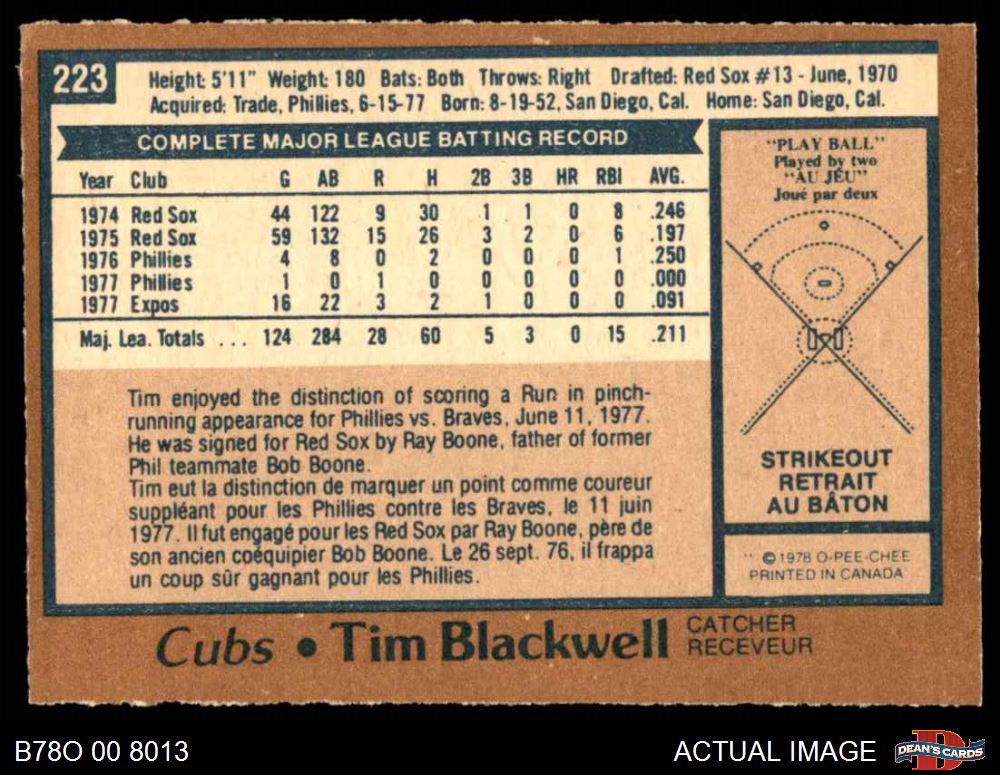 223
Height: 5'11" Weight: 180 Bats: Both Throws: Right Drafted: Red Sox #13 - June, 1970
Acquired: Trade, Phillies, 6-15-77 Born: 8-19-52, San Diego, Cal. Home: San Diego, Cal.
COMPLETE MAJOR LEAGUE BATTING RECORD
Year Club G AB R H 2B 3B HR RBI AVG.
1974 Red Sox 44 122 9 30 1 1 0 8 .246
1975 Red Sox 59 132 15 26 3 2 0 6 .197
1976 Phillies 4 8 0 2 0 0 0 1 .250
1977 Phillies 1 0 1 0 0 0 0 0 .000
1977 Expos 16 22 3 2 1 0 0 0 .091
Maj. Lea. Totals ... 124 284 28 60 5 3 0 15 .211
Tim enjoyed the distinction of scoring a Run in pinch-
running appearance for Phillies vs. Braves, June 11, 1977.
He was signed for Red Sox by Ray Boone, father of former
Phil teammate Bob Boone.
Tim eut la distinction de marquer un point comme coureur
suppléant pour les Phillies contre les Braves, le 11 juin
1977. Il fut engagé pour les Red Sox par Ray Boone, père de
son ancien coéquipier Bob Boone. Le 26 sept. 76, il frappa
un coup sûr gagnant pour les Phillies.
"PLAY BALL"
Played by two
"AU JEU"
Joué par deux
STRIKEOUT
RETRAIT
AU BÂTON
© 1978 O-PEE-CHEE
PRINTED IN CANADA
Cubs • Tim Blackwell
CATCHER
RECEVEUR
B78O 00 8013
ACTUAL IMAGE
DEAN'S CARDS